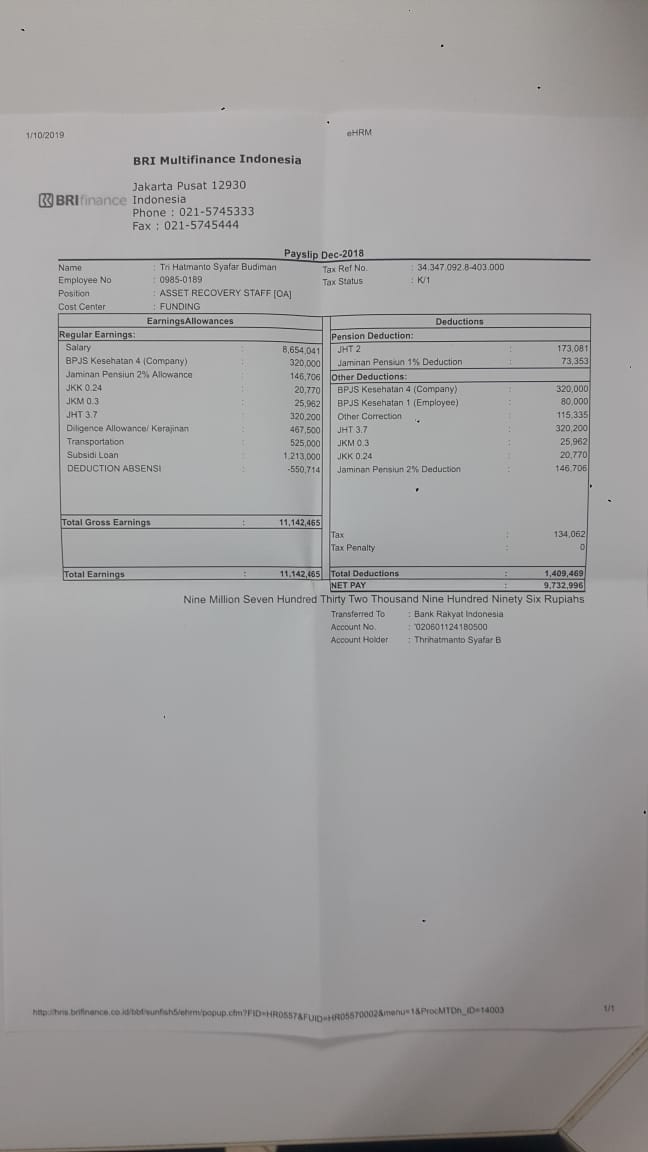 1/10/2019
eHRM
BRI Multifinance Indonesia
BRIfinance
Jakarta Pusat 12930
Indonesia
Phone : 021-5745333
Fax : 021-5745444
Payslip Dec-2018
Name : Tri Hatmanto Syafar Budiman
Employee No : 0985-0189
Position : ASSET RECOVERY STAFF [OA]
Cost Center : FUNDING
Tax Ref No. : 34.347.092.8-403.000
Tax Status : K/1
EarningsAllowances
Regular Earnings:
Salary : 8,654,041
BPJS Kesehatan 4 (Company) : 320,000
Jaminan Pensiun 2% Allowance : 146,706
JKK 0.24 : 20,770
JKM 0.3 : 25,962
JHT 3.7 : 320,200
Diligence Allowance/ Kerajinan : 467,500
Transportation : 525,000
Subsidi Loan : 1,213,000
DEDUCTION ABSENSI : -550,714
Total Gross Earnings : 11,142,465
Total Earnings : 11,142,465
Deductions
Pension Deduction:
JHT 2 : 173,081
Jaminan Pensiun 1% Deduction : 73,353
Other Deductions:
BPJS Kesehatan 4 (Company) : 320,000
BPJS Kesehatan 1 (Employee) : 80,000
Other Correction : 115,335
JHT 3.7 : 320,200
JKM 0.3 : 25,962
JKK 0.24 : 20,770
Jaminan Pensiun 2% Deduction : 146,706
Tax : 134,062
Tax Penalty : 0
Total Deductions : 1,409,469
NET PAY : 9,732,996
Nine Million Seven Hundred Thirty Two Thousand Nine Hundred Ninety Six Rupiahs
Transferred To : Bank Rakyat Indonesia
Account No. : '020601124180500
Account Holder : Thrihatmanto Syafar B
http://hris.brifinance.co.id/bbf/sunfish5/ehrm/popup.cfm?FID=HR0557&FUID=HR05570002&menu=1&ProcMTDn_ID=14003
1/1